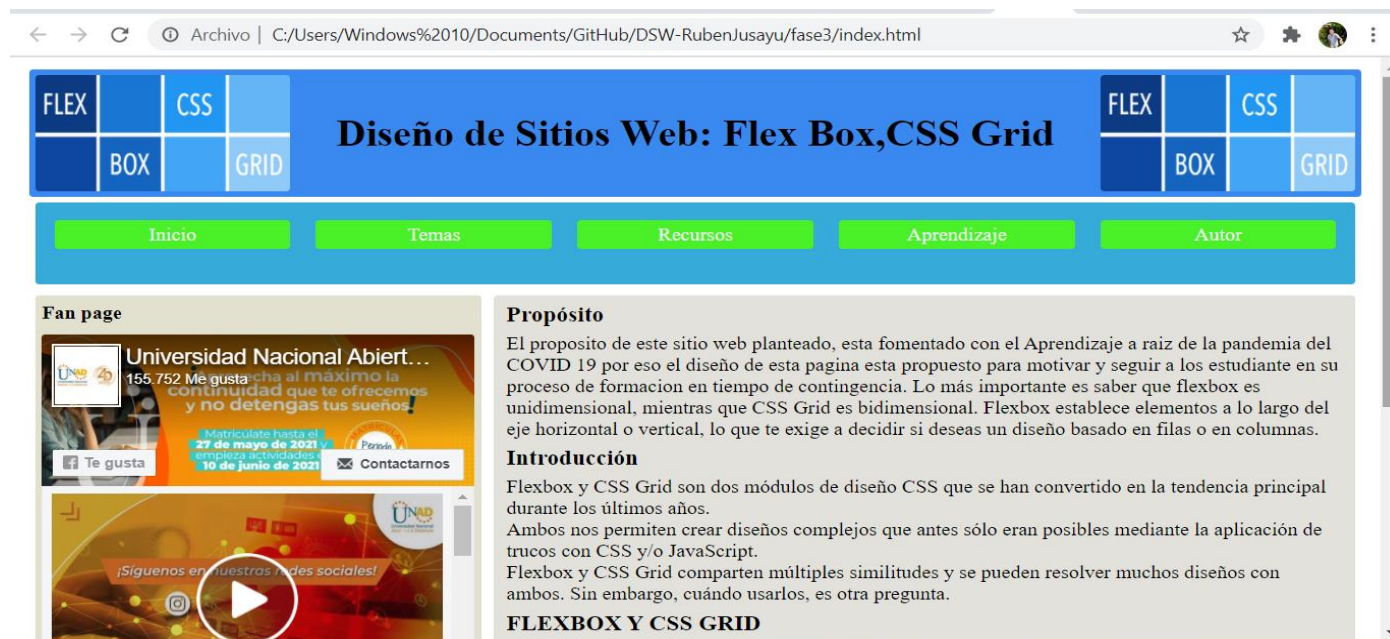 Archivo | C:/Users/Windows%2010/Documents/GitHub/DSW-RubenJusayu/fase3/index.html
FLEX CSS
BOX GRID
Diseño de Sitios Web: Flex Box,CSS Grid
FLEX CSS
BOX GRID
Inicio Temas Recursos Aprendizaje Autor
Fan page
Universidad Nacional Abiert...
155.752 Me gusta
máximo la
continuidad que te ofrecemos
y no detengas tus sueños!
Matricúlate hasta el
27 de mayo de 2021 y
empieza actividades
10 de junio de 2021
Te gusta
Contactarnos
UNAD
¡Síguenos en nuestras redes sociales!
Propósito
El proposito de este sitio web planteado, esta fomentado con el Aprendizaje a raiz de la pandemia del
COVID 19 por eso el diseño de esta pagina esta propuesto para motivar y seguir a los estudiante en su
proceso de formacion en tiempo de contingencia. Lo más importante es saber que flexbox es
unidimensional, mientras que CSS Grid es bidimensional. Flexbox establece elementos a lo largo del
eje horizontal o vertical, lo que te exige a decidir si deseas un diseño basado en filas o en columnas.
Introducción
Flexbox y CSS Grid son dos módulos de diseño CSS que se han convertido en la tendencia principal
durante los últimos años.
Ambos nos permiten crear diseños complejos que antes sólo eran posibles mediante la aplicación de
trucos con CSS y/o JavaScript.
Flexbox y CSS Grid comparten múltiples similitudes y se pueden resolver muchos diseños con
ambos. Sin embargo, cuándo usarlos, es otra pregunta.
FLEXBOX Y CSS GRID